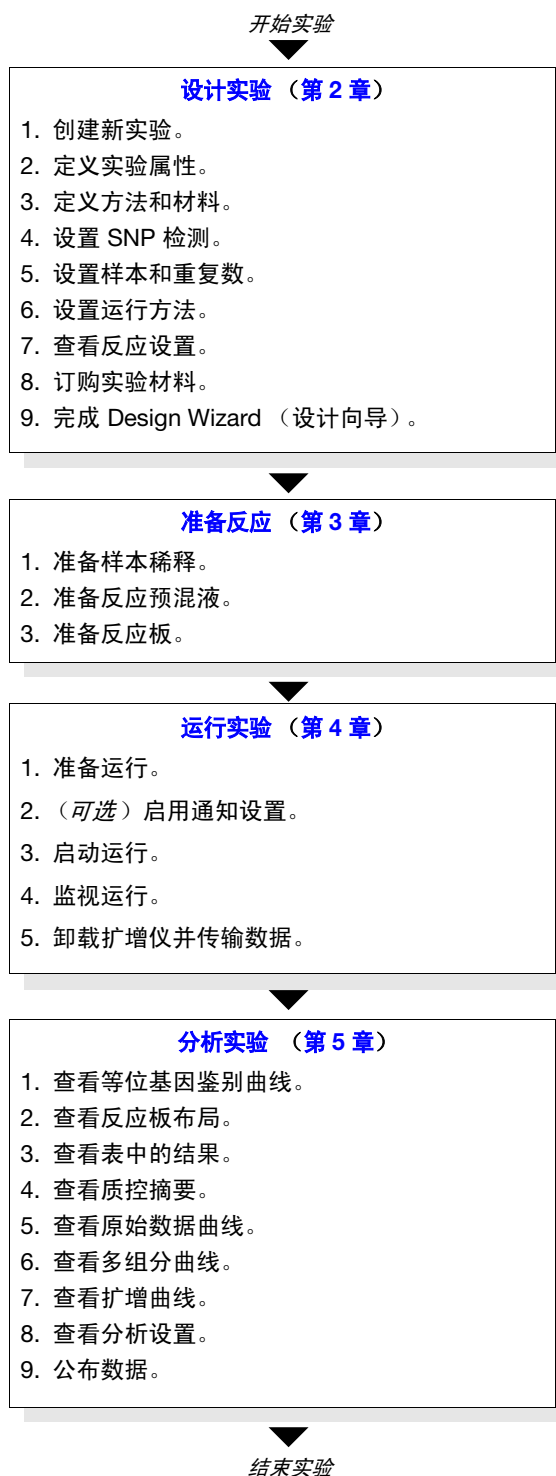 开始实验
设计实验 （第 2 章）
1. 创建新实验。
2. 定义实验属性。
3. 定义方法和材料。
4. 设置 SNP 检测。
5. 设置样本和重复数。
6. 设置运行方法。
7. 查看反应设置。
8. 订购实验材料。
9. 完成 Design Wizard （设计向导）。
准备反应 （第 3 章）
1. 准备样本稀释。
2. 准备反应预混液。
3. 准备反应板。
运行实验 （第 4 章）
1. 准备运行。
2. （可选）启用通知设置。
3. 启动运行。
4. 监视运行。
5. 卸载扩增仪并传输数据。
分析实验 （第 5 章）
1. 查看等位基因鉴别曲线。
2. 查看反应板布局。
3. 查看表中的结果。
4. 查看质控摘要。
5. 查看原始数据曲线。
6. 查看多组分曲线。
7. 查看扩增曲线。
8. 查看分析设置。
9. 公布数据。
结束实验